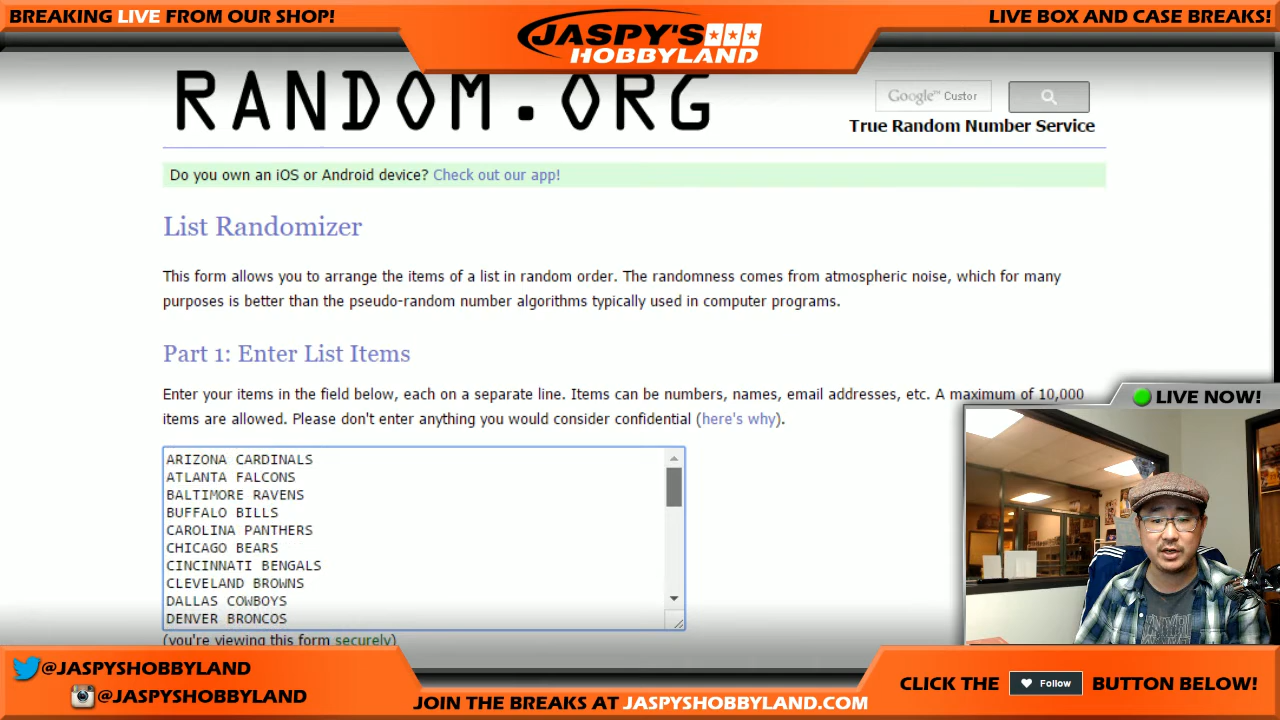 BREAKING LIVE FROM OUR SHOP!
JASPY'S
HOBBYLAND
LIVE BOX AND CASE BREAKS!
RANDOM.ORG
Google™ Custor
True Random Number Service
Do you own an iOS or Android device? Check out our app!
List Randomizer
This form allows you to arrange the items of a list in random order. The randomness comes from atmospheric noise, which for many
purposes is better than the pseudo-random number algorithms typically used in computer programs.
Part 1: Enter List Items
Enter your items in the field below, each on a separate line. Items can be numbers, names, email addresses, etc. A maximum of 10,000
items are allowed. Please don't enter anything you would consider confidential (here's why).
LIVE NOW!
ARIZONA CARDINALS
ATLANTA FALCONS
BALTIMORE RAVENS
BUFFALO BILLS
CAROLINA PANTHERS
CHICAGO BEARS
CINCINNATI BENGALS
CLEVELAND BROWNS
DALLAS COWBOYS
DENVER BRONCOS
(you're viewing this form securely)
@JASPYSHOBBYLAND
@JASPYSHOBBYLAND
JOIN THE BREAKS AT JASPYSHOBBYLAND.COM
CLICK THE Follow BUTTON BELOW!